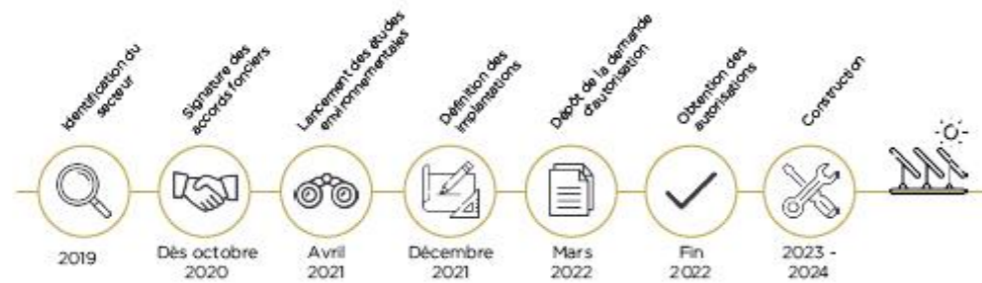 Identification du
secteur
Signature des
accords fonciers
Lancement des études
environnementales
Définition des
implantations
Dépôt de la demande
d'autorisation
Obtention des
autorisations
Construction
2019
Dès octobre
2020
Avril
2021
Décembre
2021
Mars
2022
Fin
2022
2023 -
2024